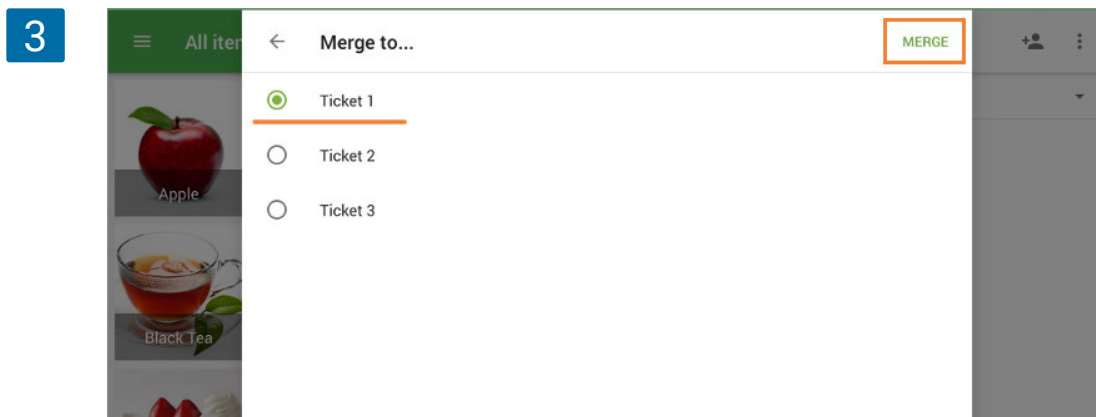 3
All iter
Merge to...
MERGE
Ticket 1
Ticket 2
Ticket 3
Apple
Black Tea